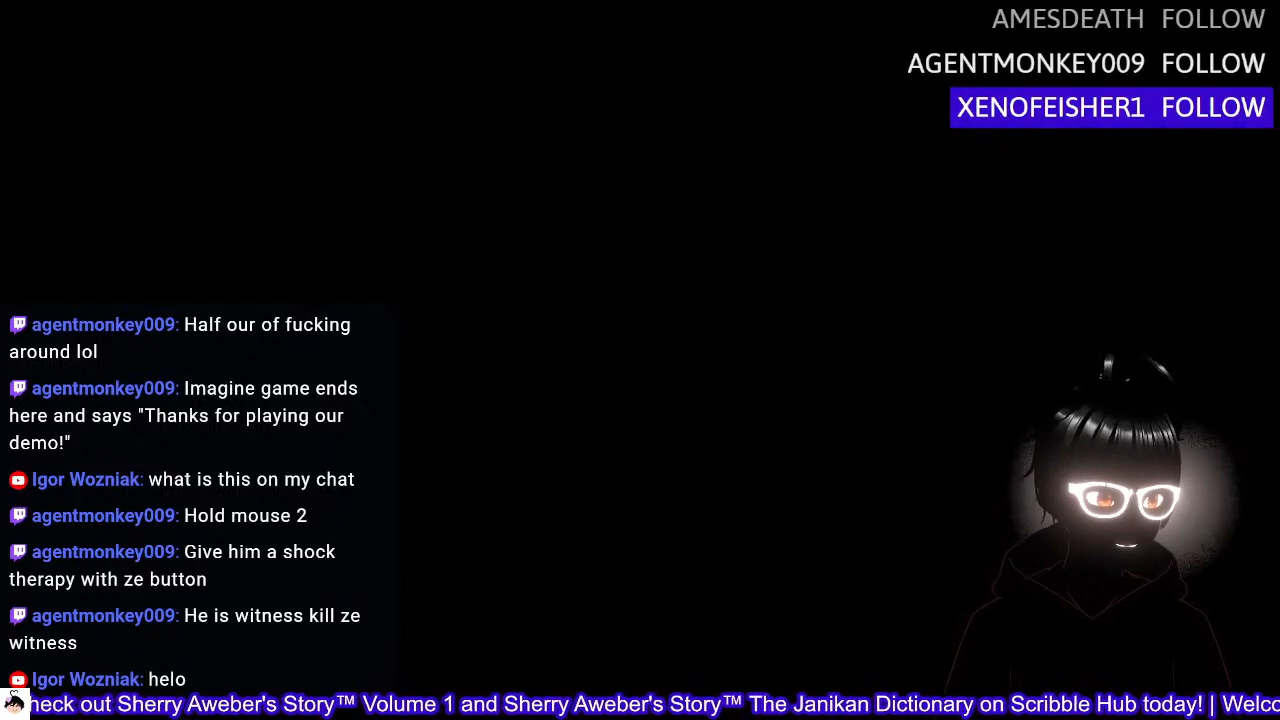 AMESDEATH FOLLOW
AGENTMONKEY009 FOLLOW
XENOFEISHER1 FOLLOW
agentmonkey009: Half our of fucking
around lol
agentmonkey009: Imagine game ends
here and says "Thanks for playing our
demo!"
Igor Wozniak: what is this on my chat
agentmonkey009: Hold mouse 2
agentmonkey009: Give him a shock
therapy with ze button
agentmonkey009: He is witness kill ze
witness
Igor Wozniak: helo
heck out Sherry Aweber's Story™ Volume 1 and Sherry Aweber's Story™ The Janikan Dictionary on Scribble Hub today! | Welco